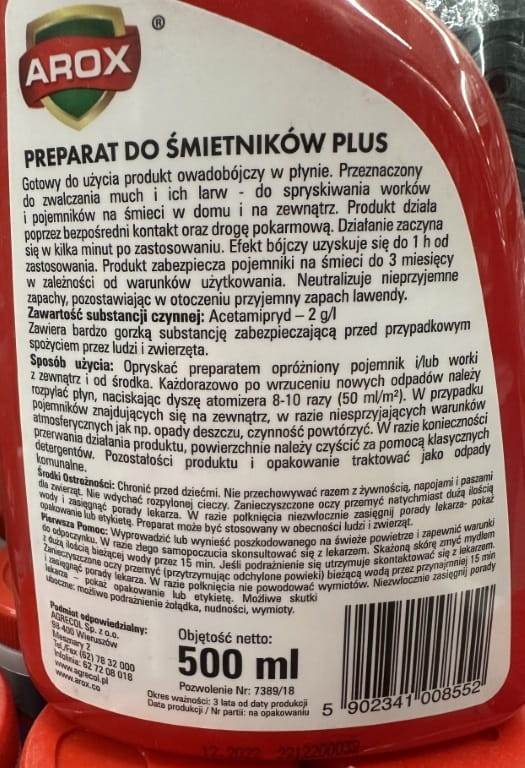 AROX
®
PREPARAT DO ŚMIETNIKÓW PLUS
Gotowy do użycia produkt owadobójczy w płynie. Przeznaczony
do zwalczania much i ich larw - do spryskiwania worków
i pojemników na śmieci w domu i na zewnątrz. Produkt działa
poprzez bezpośredni kontakt oraz drogę pokarmową. Działanie zaczyna
się w kilka minut po zastosowaniu. Efekt bójczy uzyskuje się do 1 h od
zastosowania. Produkt zabezpiecza pojemniki na śmieci do 3 miesięcy
w zależności od warunków użytkowania. Neutralizuje nieprzyjemne
zapachy, pozostawiając w otoczeniu przyjemny zapach lawendy.
Zawartość substancji czynnej: Acetamipryd – 2 g/l
Zawiera bardzo gorzką substancję zabezpieczającą przed przypadkowym
spożyciem przez ludzi i zwierzęta.
Sposób użycia: Opryskać preparatem opróżniony pojemnik i/lub worki
z zewnątrz i od środka. Każdorazowo po wrzuceniu nowych odpadów należy
rozpylać płyn, naciskając dyszę atomizera 8-10 razy (50 ml/m²). W przypadku
pojemników znajdujących się na zewnątrz, w razie niesprzyjających warunków
atmosferycznych jak np. opady deszczu, czynność powtórzyć. W razie konieczności
przerwania działania produktu, powierzchnie należy czyścić za pomocą klasycznych
detergentów. Pozostałości produktu i opakowanie traktować jako odpady
komunalne.
Środki Ostrożności: Chronić przed dziećmi. Nie przechowywać razem z żywnością, napojami i paszami
dla zwierząt. Nie wdychać rozpylonej cieczy. Zanieczyszczone oczy przemyć natychmiast dużą ilością
wody i zasięgnąć porady lekarza. W razie połknięcia niezwłocznie zasięgnij porady lekarza- pokaż
opakowanie lub etykietę. Preparat może być stosowany w obecności ludzi i zwierząt.
Pierwsza Pomoc: Wyprowadzić lub wynieść poszkodowanego na świeże powietrze i zapewnić warunki
do odpoczynku. W razie złego samopoczucia skonsultować się z lekarzem. Skażoną skórę zmyć mydłem
z dużą ilością bieżącej wody przez 15 min. Jeśli podrażnienie się utrzymuje skontaktować się z lekarzem.
Zanieczyszczone oczy przemyć (przytrzymując odchylone powieki) bieżącą wodą przez przynajmniej 15 min
i zasięgnąć porady lekarza. W razie połknięcia nie powodować wymiotów. Niezwłocznie zasięgnij porady
lekarza – pokaż opakowanie lub etykietę. Możliwe skutki
uboczne: możliwe podrażnienie żołądka, nudności, wymioty.
Podmiot odpowiedzialny:
AGRECOL Sp. z o.o.
98-400 Wieruszów
Mesznary 2
Tel./Fax (62) 78 32 000
Infolinia: 62 72 08 018
www.agrecol.pl
www.arox.co
Objętość netto:
500 ml
Pozwolenie Nr: 7389/18
Okres ważności: 3 lata od daty produkcji
Data produkcji / Nr partii: na opakowaniu
5 902341 008552
12.2022